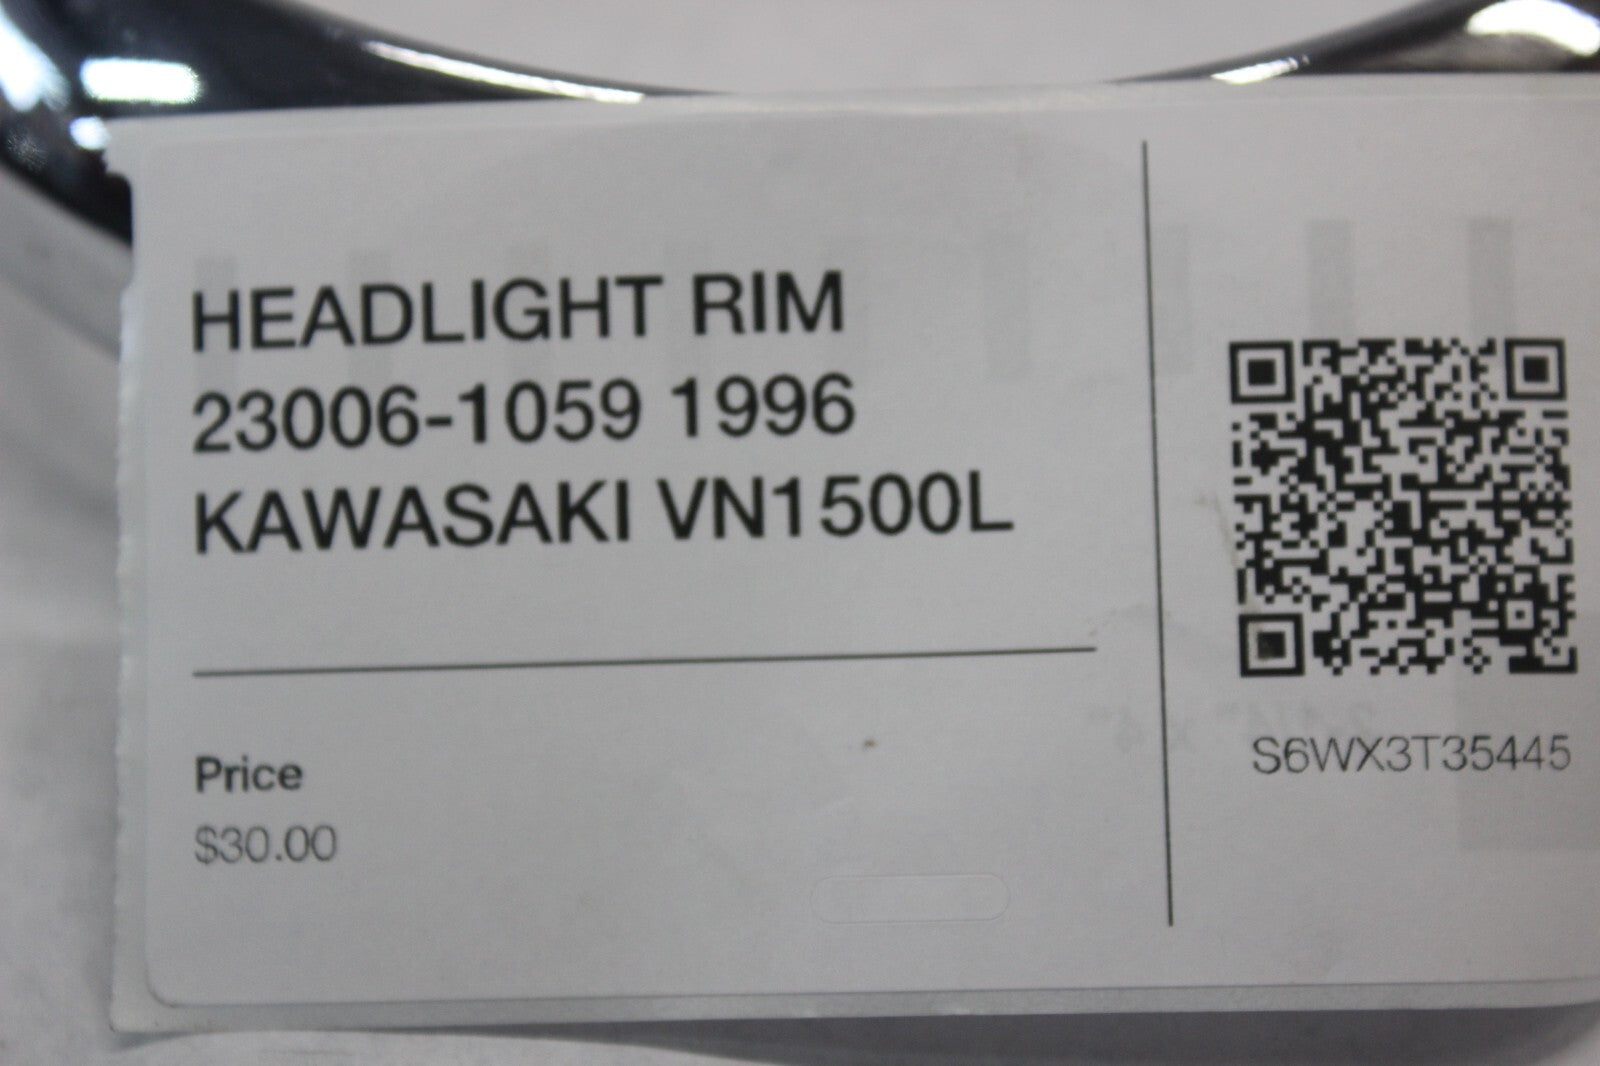 HEADLIGHT RIM
23006-1059 1996
KAWASAKI VN1500L
Price
$30.00
S6WX3T35445